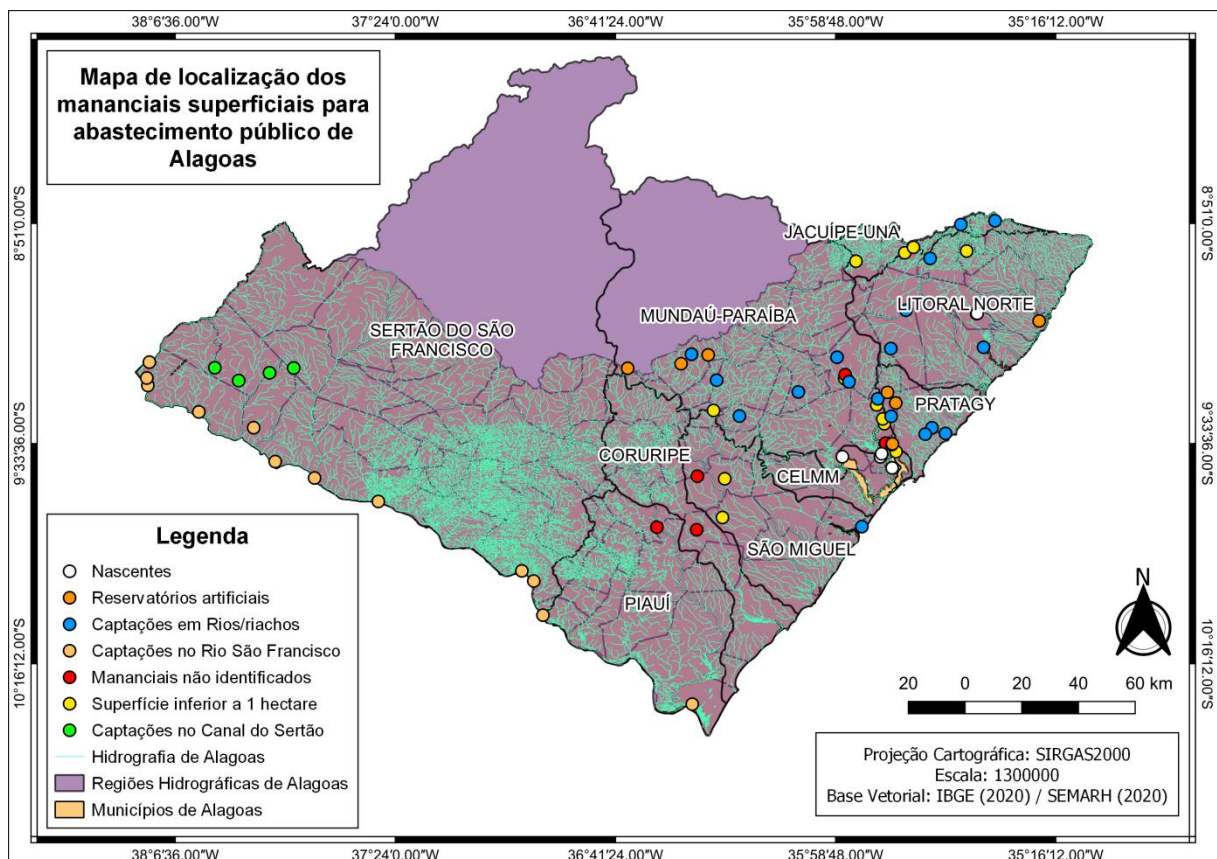 38°6'36.00"W 37°24'0.00"W 36°41'24.00"W 35°58'48.00"W 35°16'12.00"W
Mapa de localização dos
mananciais superficiais para
abastecimento público de
Alagoas
8°51'0.00"S
8°51'0.00"S
JACUÍPE-UNÂ
LITORAL NORTE
MUNDAÚ-PARAÍBA
SERTÃO DO SÃO
FRANCISCO
PRATAGY
9°33'36.00"S
9°33'36.00"S
CORURIPE
CELMM
SÃO MIGUEL
PIAUÍ
Legenda
Nascentes
Reservatórios artificiais
Captações em Rios/riachos
Captações no Rio São Francisco
Mananciais não identificados
Superfície inferior a 1 hectare
Captações no Canal do Sertão
Hidrografia de Alagoas
Regiões Hidrográficas de Alagoas
Municípios de Alagoas
N
10°16'12.00"S
10°16'12.00"S
20 0 20 40 60 km
Projeção Cartográfica: SIRGAS2000
Escala: 1300000
Base Vetorial: IBGE (2020) / SEMARH (2020)
38°6'36.00"W 37°24'0.00"W 36°41'24.00"W 35°58'48.00"W 35°16'12.00"W